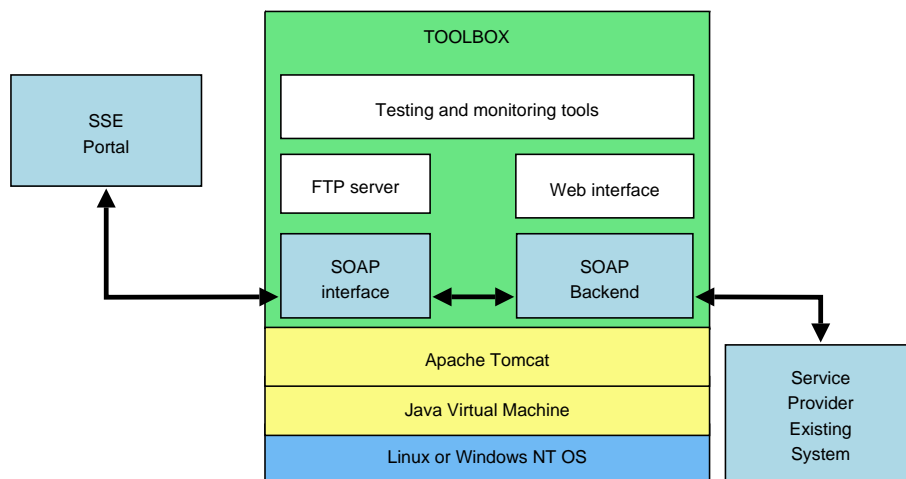 TOOLBOX
Testing and monitoring tools
SSE
Portal
FTP server
Web interface
SOAP
interface
SOAP
Backend
Apache Tomcat
Java Virtual Machine
Linux or Windows NT OS
Service
Provider
Existing
System